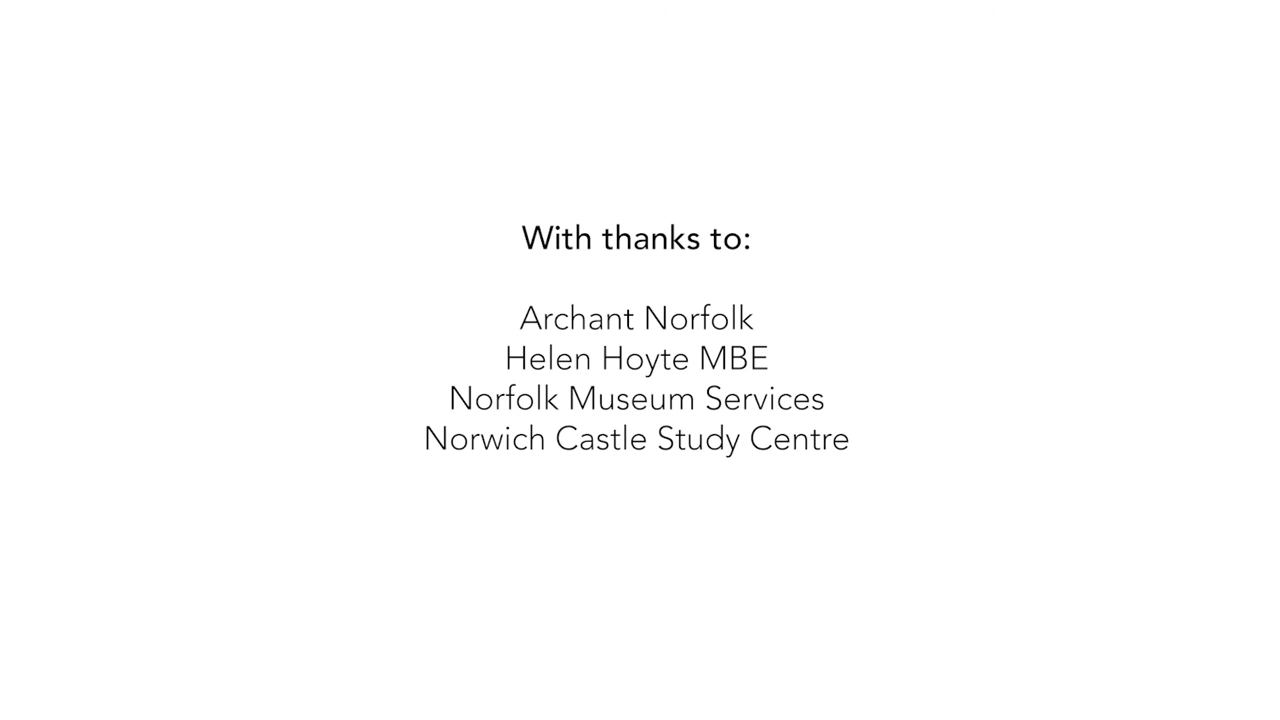 With thanks to:
Archant Norfolk
Helen Hoyte MBE
Norfolk Museum Services
Norwich Castle Study Centre